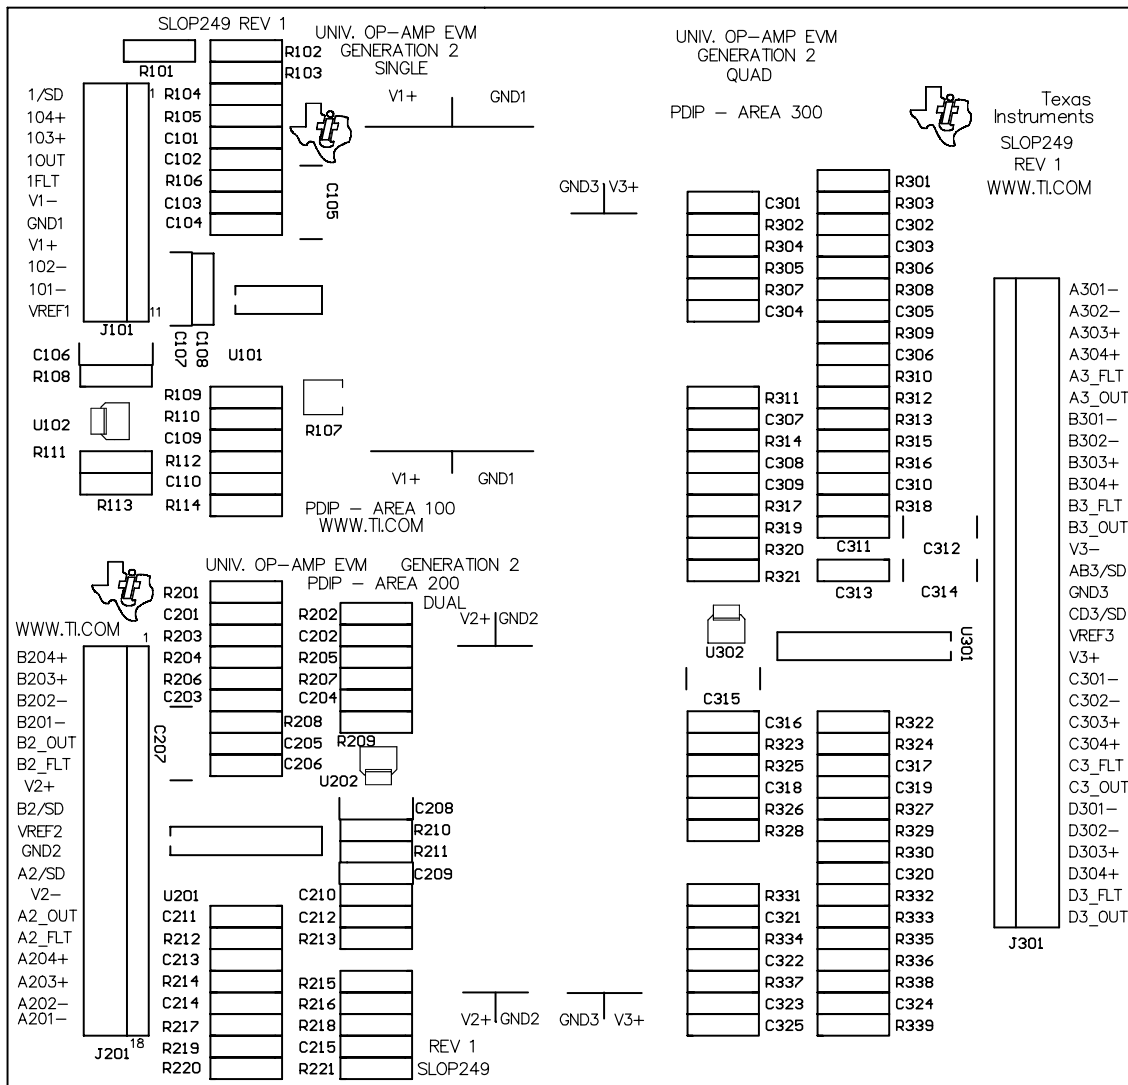 SLOP249 REV 1
R101
R102
R103
R104
R105
C101
C102
R106
C103
C104
C105
UNIV. OP-AMP EVM
GENERATION 2
SINGLE
V1+
GND1
1
1/SD
104+
103+
1OUT
1FLT
V1-
GND1
V1+
102-
101-
VREF1
11
J101
C107
C108
U101
C106
R108
U102
R111
R113
R109
R110
C109
R112
C110
R114
R107
V1+
GND1
PDIP - AREA 100
WWW.TI.COM
UNIV. OP-AMP EVM
GENERATION 2
PDIP - AREA 200
DUAL
WWW.TI.COM
1
B204+
B203+
B202-
B201-
B2_OUT
B2_FLT
V2+
B2/SD
VREF2
GND2
A2/SD
V2-
A2_OUT
A2_FLT
A204+
A203+
A202-
A201-
18
J201
R201
C201
R203
R204
R206
C203
C207
R208
C205
C206
R202
C202
R205
R207
C204
R209
U202
V2+
GND2
C208
R210
R211
C209
U201
C210
C212
R213
C211
R212
C213
R214
C214
R217
R219
R220
R215
R216
R218
C215
R221
V2+
GND2
REV 1
SLOP249
UNIV. OP-AMP EVM
GENERATION 2
QUAD
PDIP - AREA 300
Texas
Instruments
SLOP249
REV 1
WWW.TI.COM
GND3
V3+
C301
R302
R304
R305
R307
C304
R301
R303
C302
C303
R306
R308
C305
R309
C306
R310
R312
R313
R315
R316
C310
R318
R311
C307
R314
C308
C309
R317
R319
R320
R321
C311
C312
C313
C314
U302
U301
C315
C316
R323
R325
C318
R326
R328
R322
R324
C317
C319
R327
R329
R330
C320
R332
R333
R335
R336
R338
C324
R339
R331
C321
R334
C322
R337
C323
C325
GND3
V3+
A301-
A302-
A303+
A304+
A3_FLT
A3_OUT
B301-
B302-
B303+
B304+
B3_FLT
B3_OUT
V3-
AB3/SD
GND3
CD3/SD
VREF3
V3+
C301-
C302-
C303+
C304+
C3_FLT
C3_OUT
D301-
D302-
D303+
D304+
D3_FLT
D3_OUT
J301